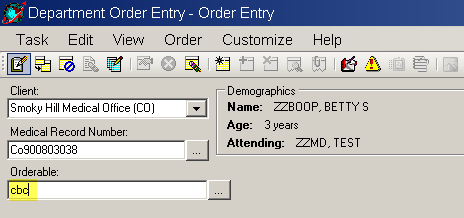 Department Order Entry - Order Entry
Task Edit View Order Customize Help
Client:
Smoky Hill Medical Office (CO)
Medical Record Number:
Co900803038
...
Orderable:
cbc
...
Demographics
Name: ZZBOOP, BETTY S
Age: 3 years
Attending: ZZMD, TEST